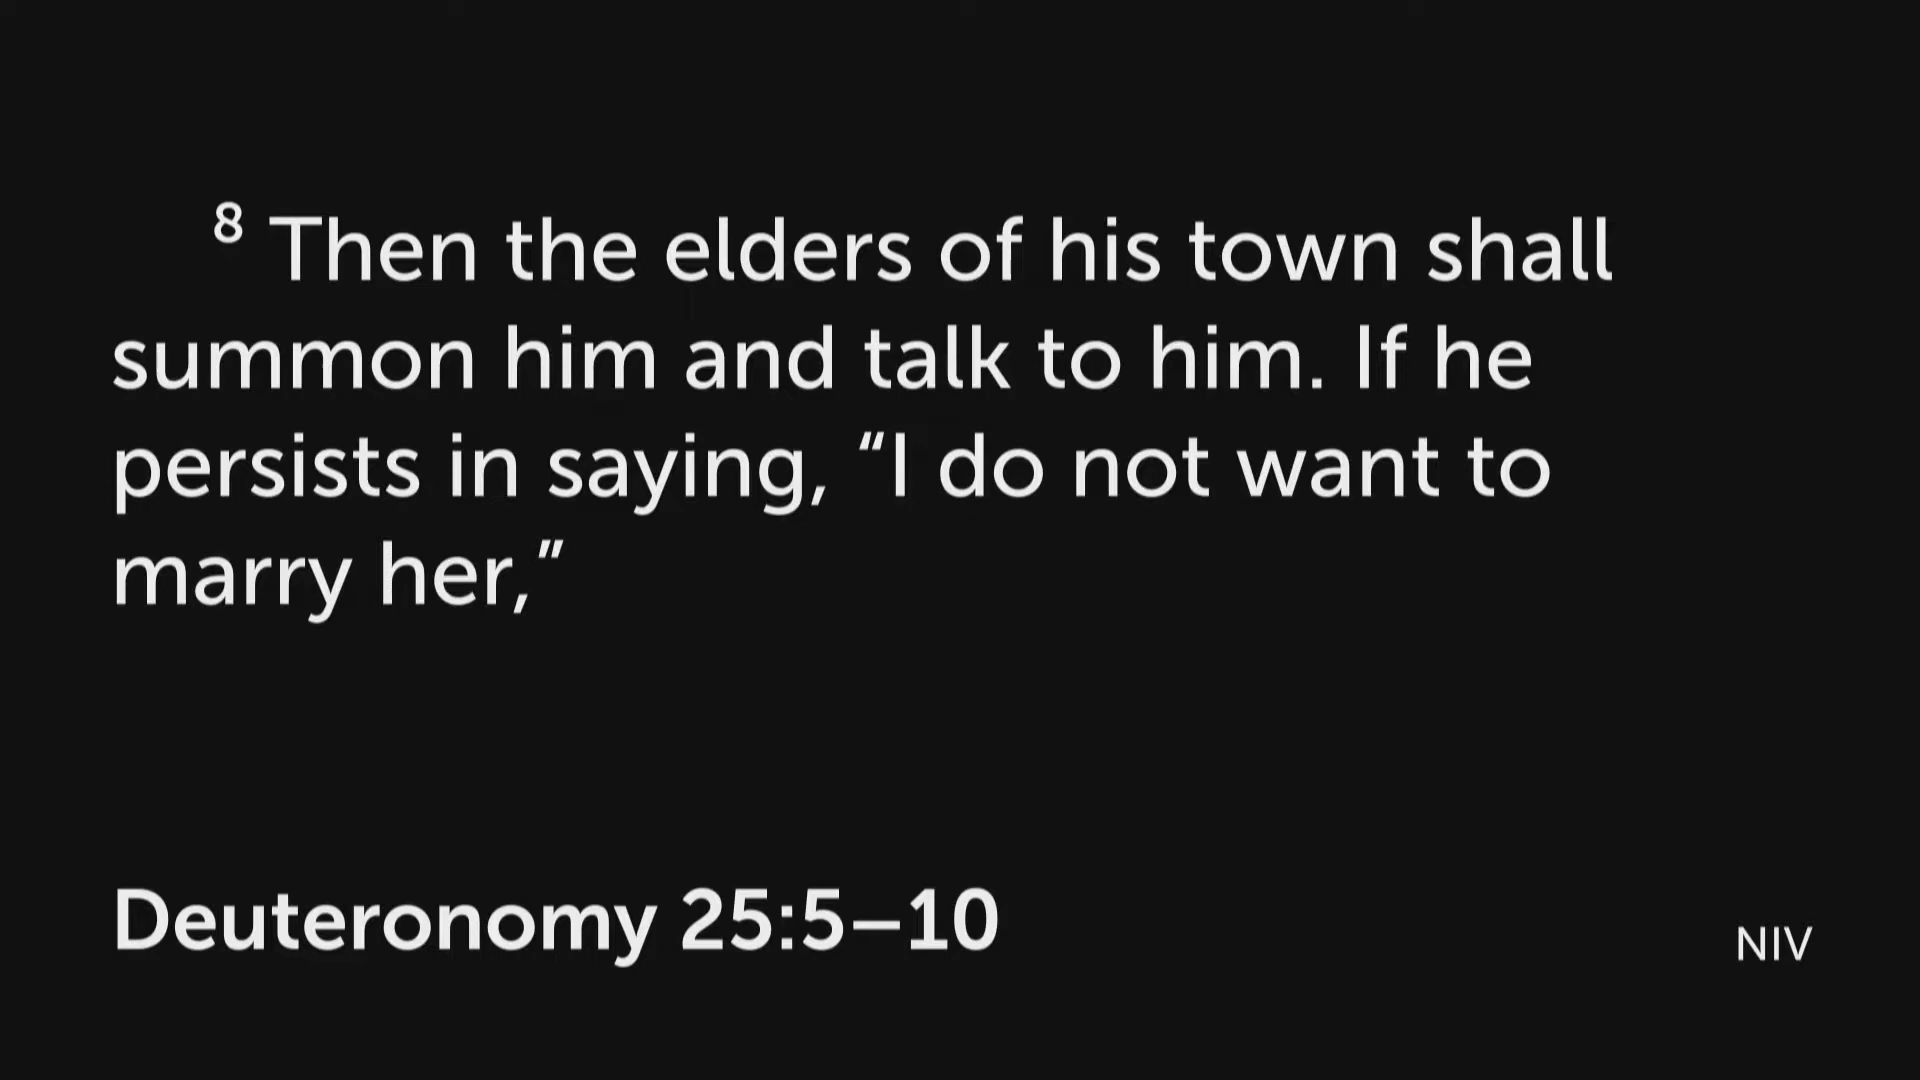 8 Then the elders of his town shall
summon him and talk to him. If he
persists in saying, “I do not want to
marry her,”
Deuteronomy 25:5–10
NIV